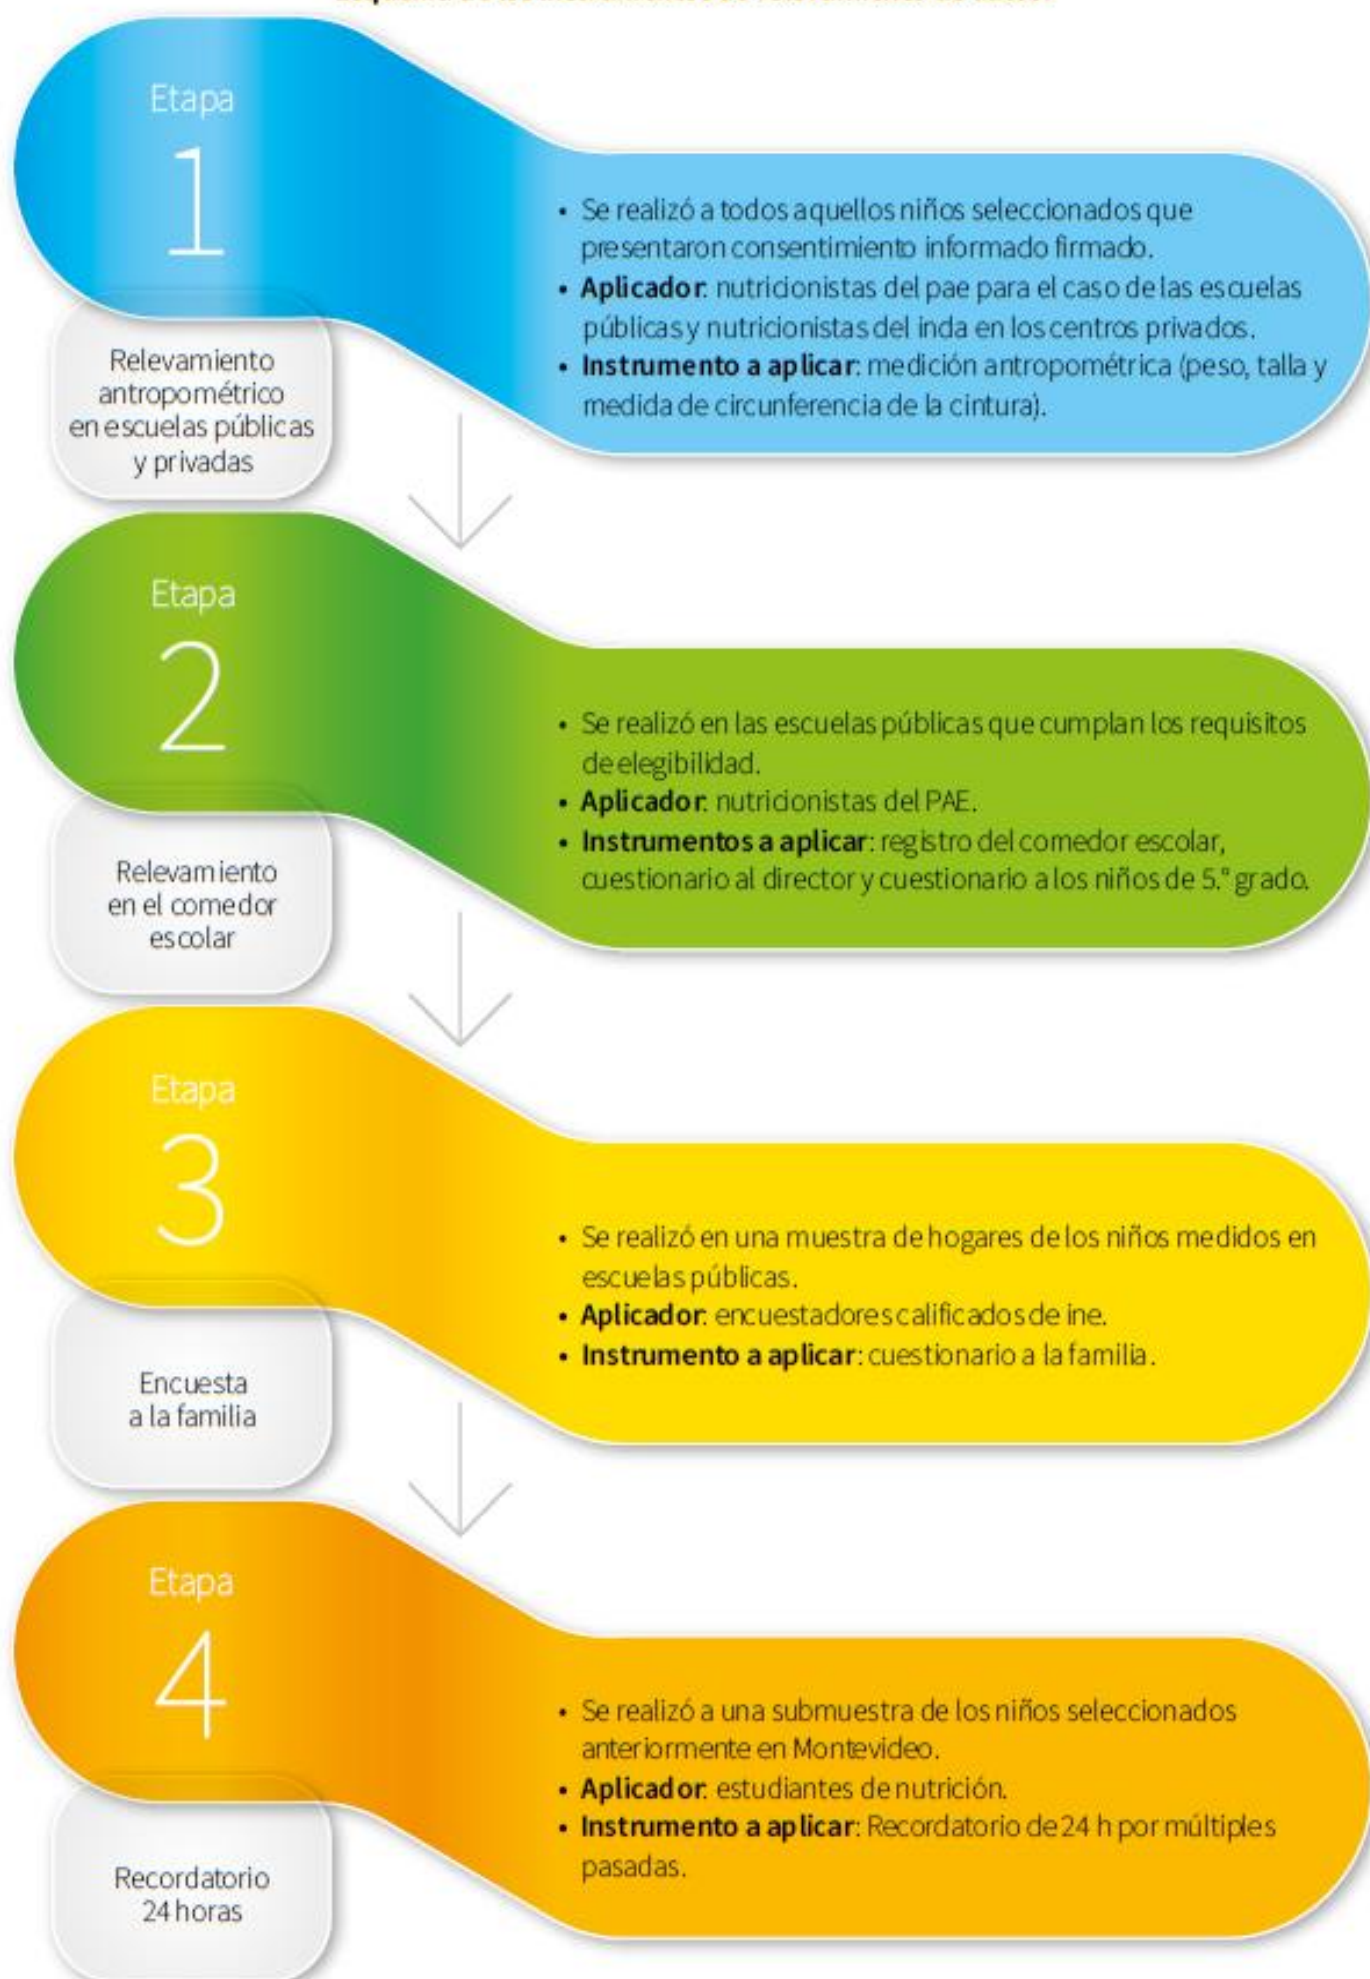 Etapa
1
Relevamiento
antropométrico
en escuelas públicas
y privadas
• Se realizó a todos aquellos niños seleccionados que
presentaron consentimiento informado firmado.
• Aplicador: nutricionistas del pae para el caso de las escuelas
públicas y nutricionistas del inda en los centros privados.
• Instrumento a aplicar: medición antropométrica (peso, talla y
medida de circunferencia de la cintura).
Etapa
2
Relevamiento
en el comedor
escolar
• Se realizó en las escuelas públicas que cumplan los requisitos
de elegibilidad.
• Aplicador: nutricionistas del PAE.
• Instrumentos a aplicar: registro del comedor escolar,
cuestionario al director y cuestionario a los niños de 5.º grado.
Etapa
3
Encuesta
a la familia
• Se realizó en una muestra de hogares de los niños medidos en
escuelas públicas.
• Aplicador: encuestadores calificados de ine.
• Instrumento a aplicar: cuestionario a la familia.
Etapa
4
Recordatorio
24 horas
• Se realizó a una submuestra de los niños seleccionados
anteriormente en Montevideo.
• Aplicador: estudiantes de nutrición.
• Instrumento a aplicar: Recordatorio de 24 h por múltiples
pasadas.